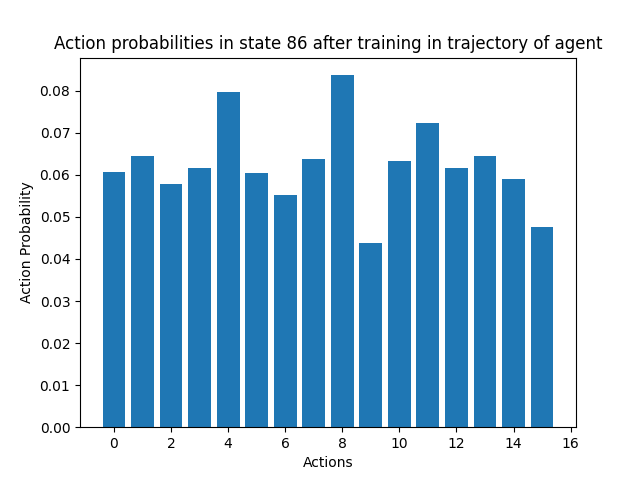 Action probabilities in state 86 after training in trajectory of agent
0.08
0.07
0.06
0.05
0.04
0.03
0.02
0.01
0.00
Action Probability
0 2 4 6 8 10 12 14 16
Actions